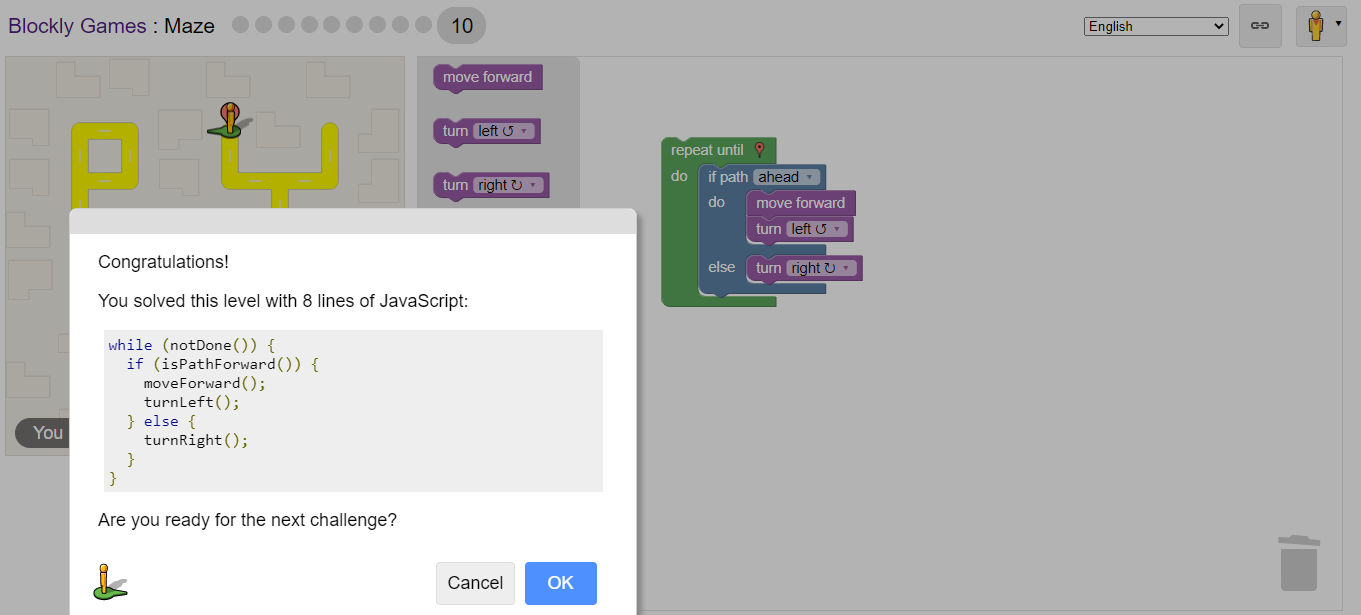 Blockly Games : Maze
10
English
move forward
turn left ↺
turn right ↻
repeat until
do
if path ahead
do
move forward
turn left ↺
else
turn right ↻
You
Congratulations!
You solved this level with 8 lines of JavaScript:
while (notDone()) {
  if (isPathForward()) {
    moveForward();
    turnLeft();
  } else {
    turnRight();
  }
}
Are you ready for the next challenge?
Cancel
OK